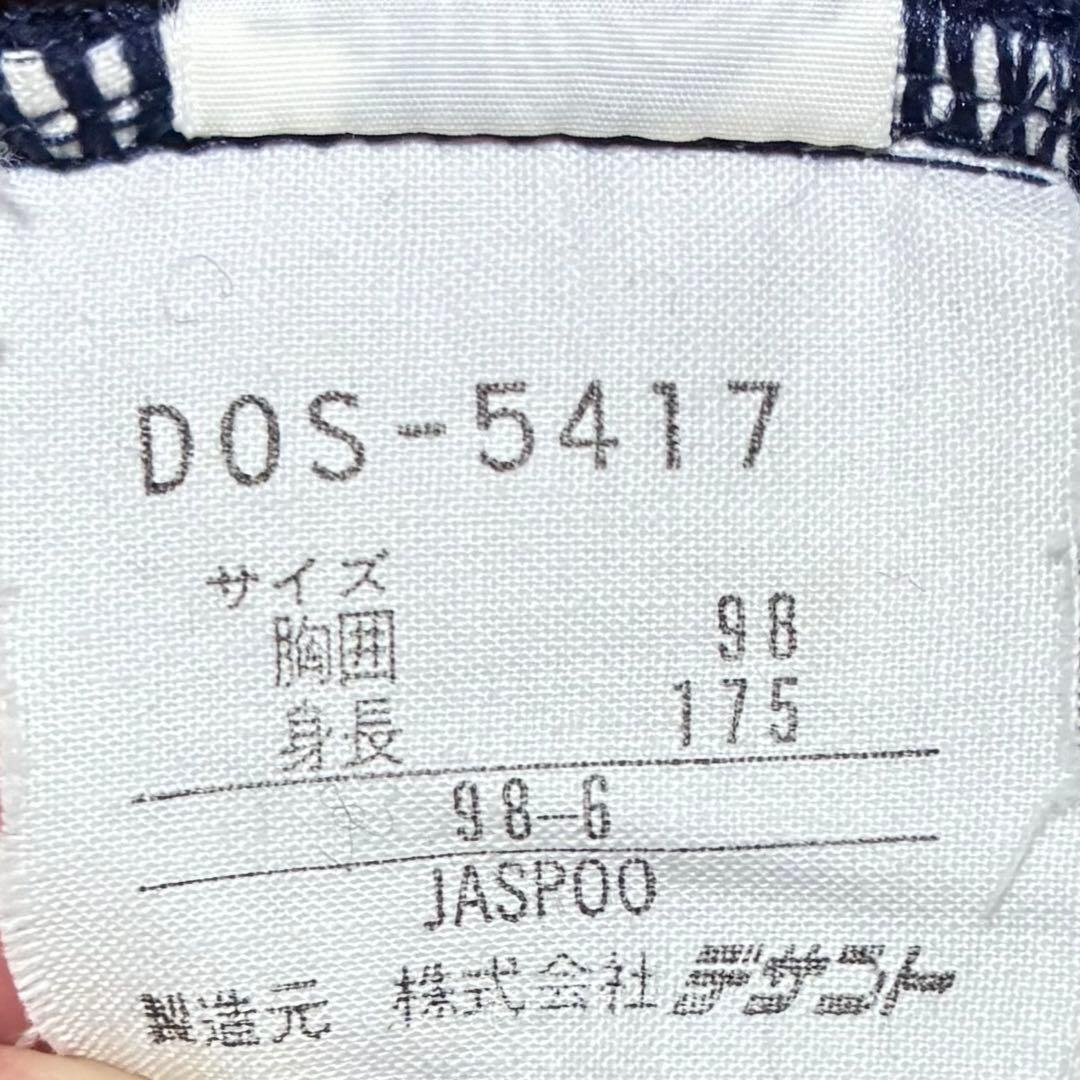 DOS-5417
サイズ
胸囲 98
身長 175
98-6
JASPOO
製造元 株式会社デサント